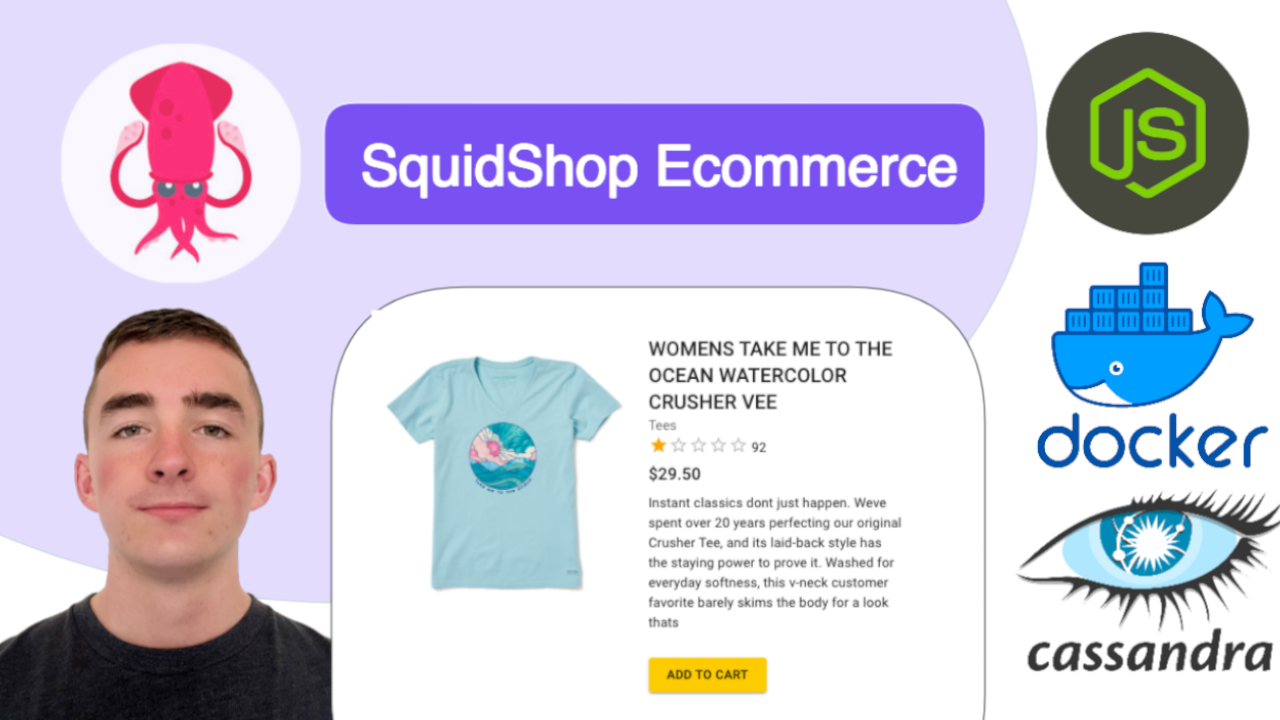 SquidShop Ecommerce
JS
WOMENS TAKE ME TO THE
OCEAN WATERCOLOR
CRUSHER VEE
Tees
92
$29.50
Instant classics dont just happen. Weve
spent over 20 years perfecting our original
Crusher Tee, and its laid-back style has
the staying power to prove it. Washed for
everyday softness, this v-neck customer
favorite barely skims the body for a look
thats
ADD TO CART
docker
cassandra